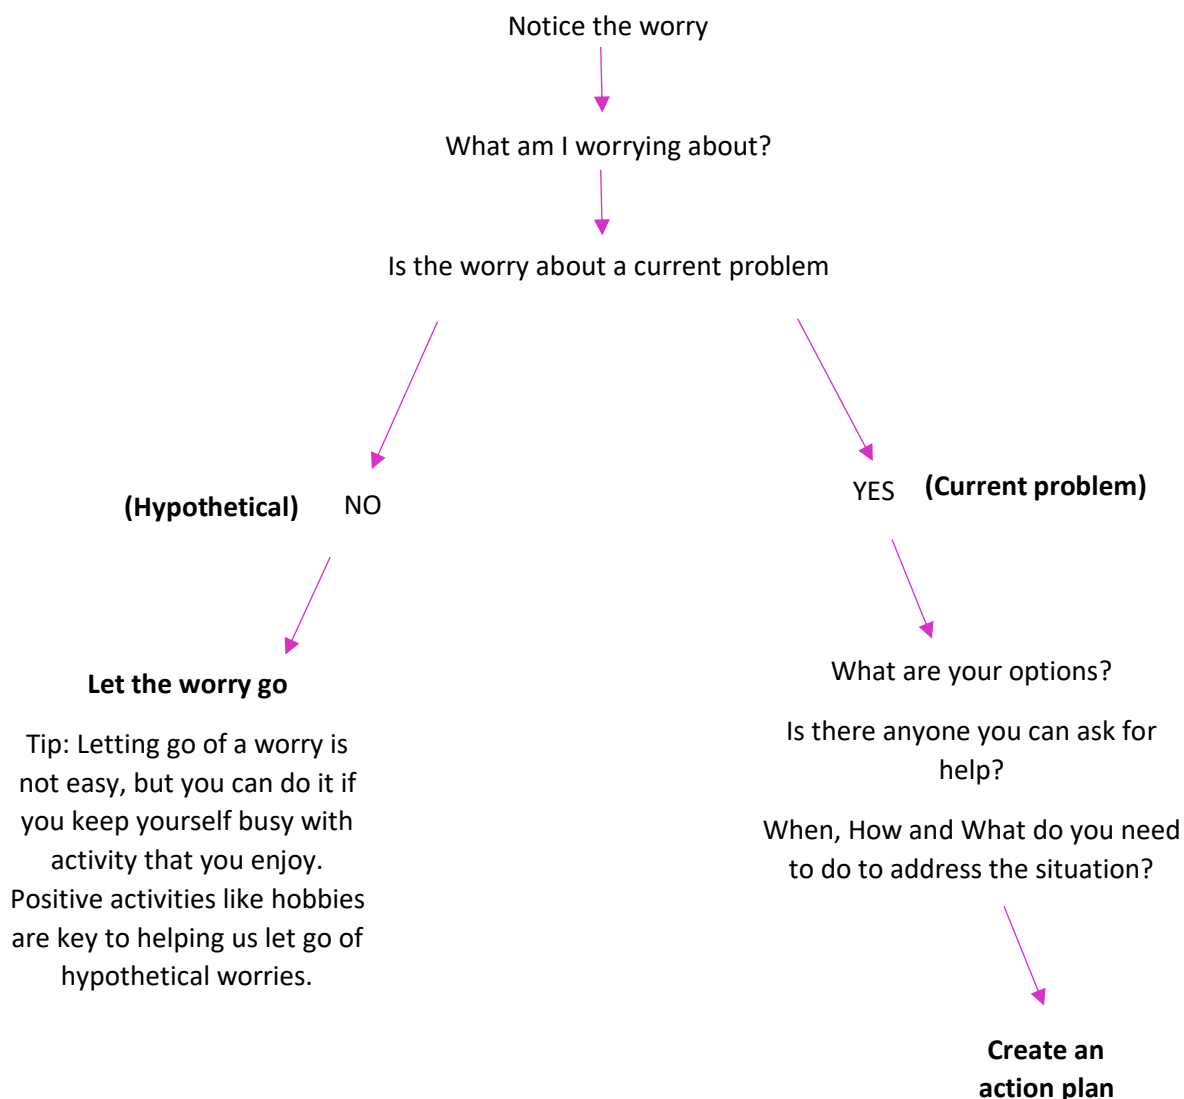 Notice the worry
What am I worrying about?
Is the worry about a current problem
(Hypothetical) NO
YES (Current problem)
Let the worry go
Tip: Letting go of a worry is
not easy, but you can do it if
you keep yourself busy with
activity that you enjoy.
Positive activities like hobbies
are key to helping us let go of
hypothetical worries.
What are your options?
Is there anyone you can ask for
help?
When, How and What do you need
to do to address the situation?
Create an
action plan